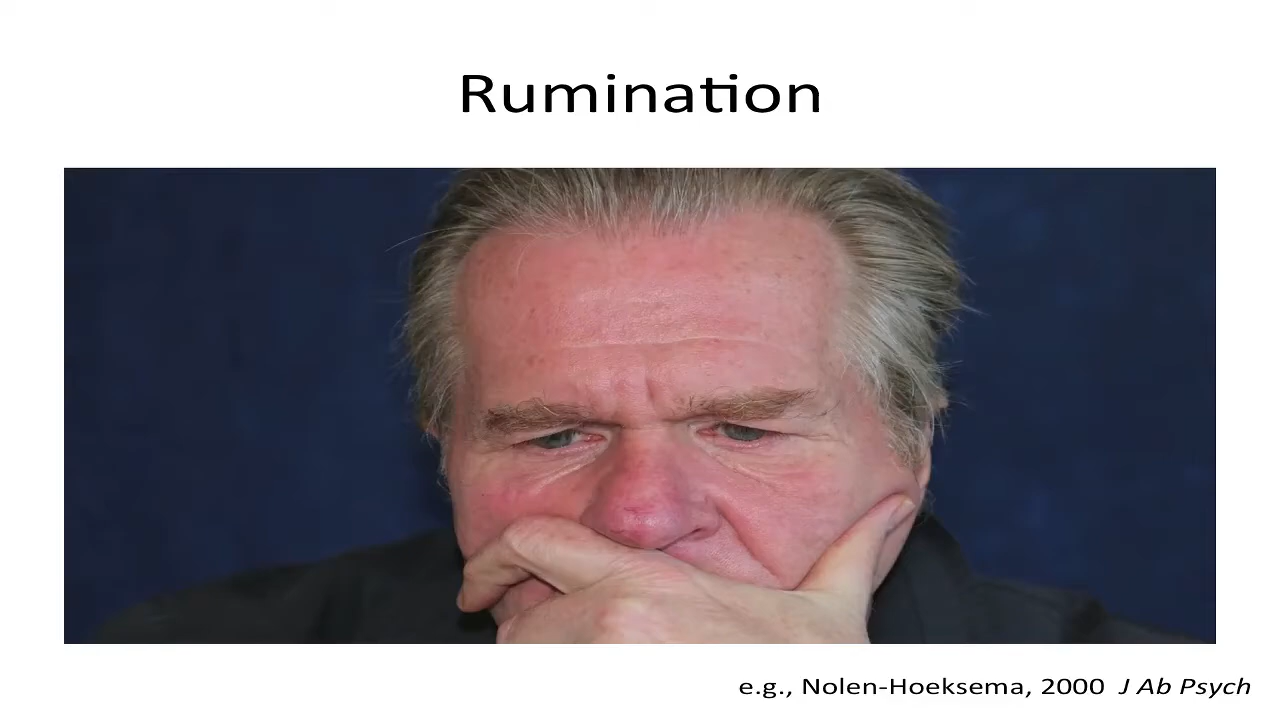 Rumination
e.g., Nolen-Hoeksema, 2000 J Ab Psych